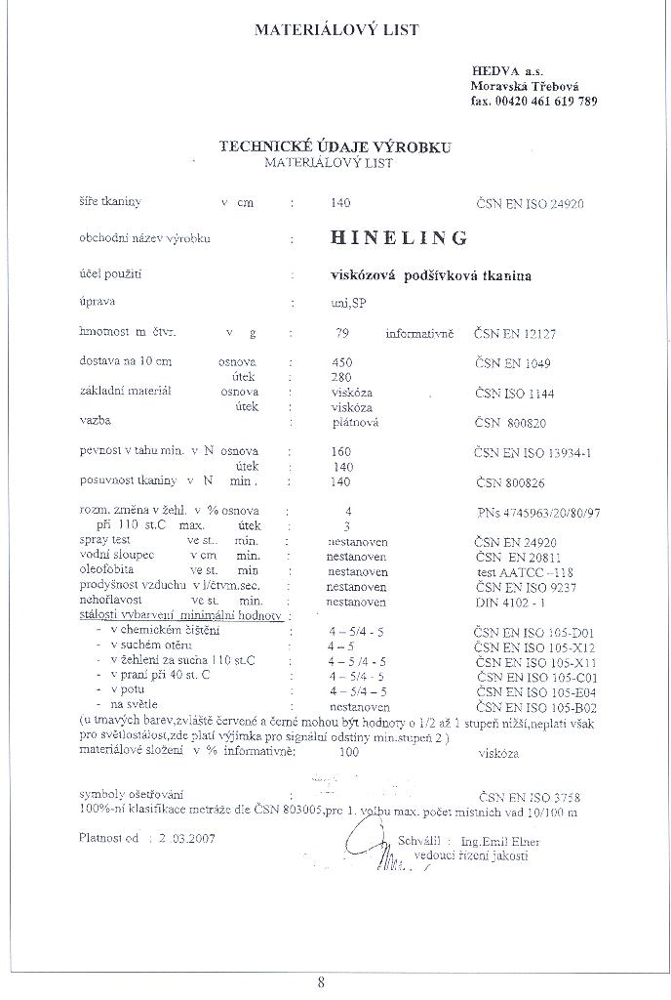 MATERIÁLOVÝ LIST
HEDVA a.s.
Moravská Třebová
fax. 00420 461 619 789
TECHNICKÉ ÚDAJE VÝROBKU
MATERIÁLOVÝ LIST
šíře tkaniny v cm : 140 ČSN EN ISO 24920
obchodní název výrobku : HINELING
účel použití : viskózová podšívková tkanina
úprava : uni,SP
hmotnost m čtvr. v g : 79 informativně ČSN EN 12127
dostava na 10 cm osnova : 450 ČSN EN 1049
útek : 280
základní materiál osnova : viskóza ČSN ISO 1144
útek : viskóza
vazba : plátnová ČSN 800820
pevnost v tahu min. v N osnova : 160 ČSN EN ISO 13934-1
útek : 140
posuvnost tkaniny v N min . : 140 ČSN 800826
rozm. změna v žehl. v % osnova : 4 PNs 4745963/20/80/97
při 110 st.C max. útek : 3
spray test ve st.. min. : nestanoven ČSN EN 24920
vodní sloupec v cm min. : nestanoven ČSN EN 20811
oleofobita ve st. min : nestanoven test AATCC –118
prodyšnost vzduchu v l/čtvm.sec. : nestanoven ČSN EN ISO 9237
nehořlavost ve st. min. : nestanoven DIN 4102 - 1
stálosti vybarvení minimální hodnoty :
- v chemickém čištění : 4 – 5/4 - 5 ČSN EN ISO 105-D01
- v suchém otěru : 4 – 5 ČSN EN ISO 105-X12
- v žehlení za sucha 110 st.C : 4 – 5 /4 - 5 ČSN EN ISO 105-X11
- v praní při 40 st. C : 4 – 5/4 - 5 ČSN EN ISO 105-C01
- v potu : 4 – 5/4 – 5 ČSN EN ISO 105-E04
- na světle : nestanoven ČSN EN ISO 105-B02
(u tmavých barev,zvláště červené a černé mohou být hodnoty o 1/2 až 1 stupeň nižší,neplatí však
pro světlostálost,zde platí výjimka pro signální odstíny min.stupeň 2 )
materiálové složení v % informativně: 100 viskóza
symboly ošetřování : ČSN EN ISO 3758
100%-ní klasifikace metráže dle ČSN 803005,pro 1. volbu max. počet místních vad 10/100 m
Platnost od : 2 .03.2007 Schválil : Ing.Emil Elner
vedoucí řízení jakosti
8